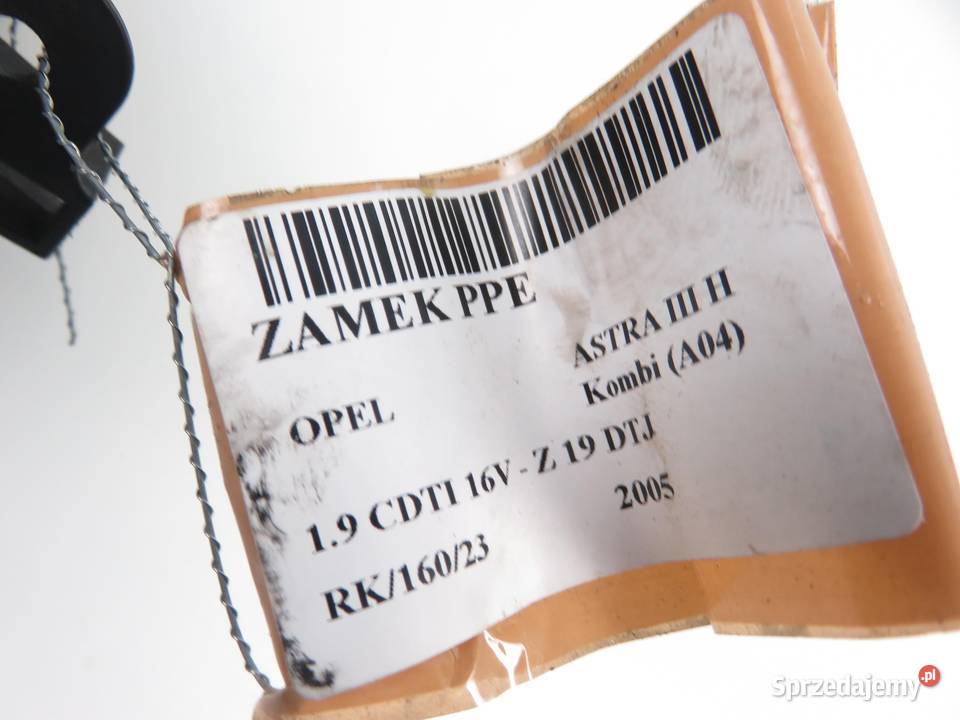 ZAMEK PPE
OPEL
ASTRA III H
Kombi (A04)
1.9 CDTI 16V - Z 19 DTJ
RK/160/23
2005
Sprzedajemy.pl